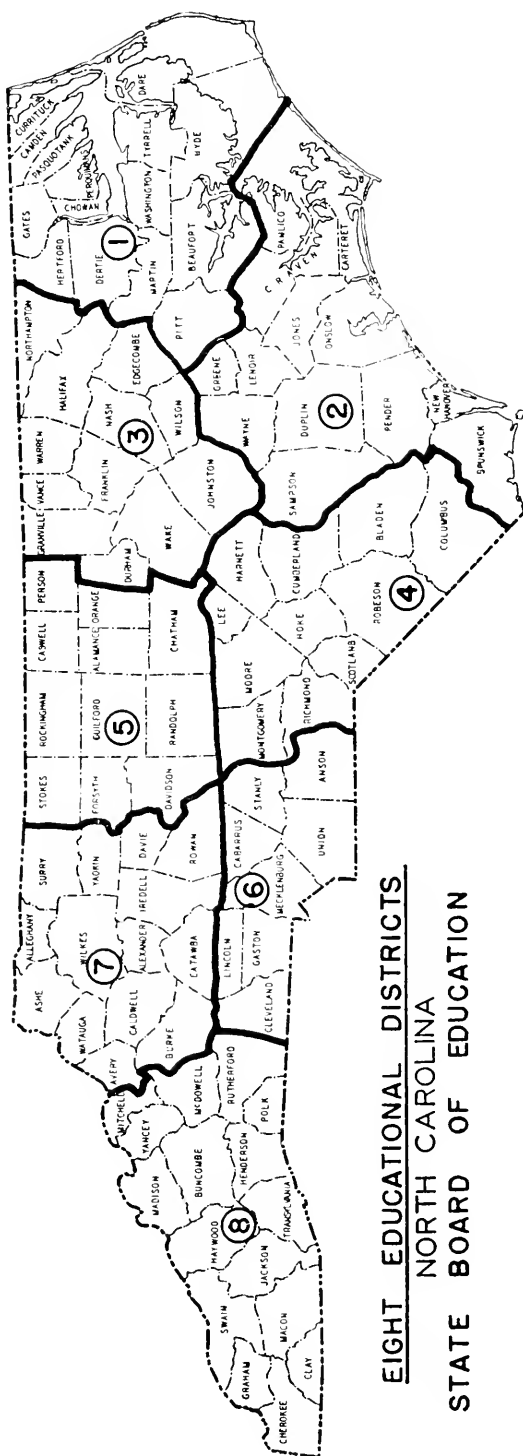 CHEROKEE
GRAHAM
CLAY
SWAIN
MACON
JACKSON
HAYWOOD
8
TRANSYLVANIA
MADISON
BUNCOMBE
HENDERSON
YANCEY
MITCHELL
MCDOWELL
RUTHERFORD
POLK
AVERY
WATAUGA
ASHE
ALLEGHANY
CALDWELL
BURKE
WILKES
7
ALEXANDER
CATAWBA
SURRY
YADKIN
IREDELL
DAVIE
ROWAN
CLEVELAND
LINCOLN
GASTON
6
MECKLENBURG
CABARRUS
STANLY
UNION
ANSON
STOKES
FORSYTH
DAVIDSON
ROCKINGHAM
GUILFORD
5
RANDOLPH
CASWELL
ALAMANCE
ORANGE
CHATHAM
PERSON
MONTGOMERY
RICHMOND
MOORE
SCOTLAND
LEE
HOKE
HARNETT
CUMBERLAND
ROBESON
4
BLADEN
COLUMBUS
GRANVILLE
DURHAM
WAKE
VANCE
FRANKLIN
WARREN
JOHNSTON
NASH
3
HALIFAX
NORTHAMPTON
EDGECOMBE
WILSON
SAMPSON
WAYNE
DUPLIN
2
GREENE
LENOIR
JONES
ONSLOW
PENDER
NEW HANOVER
BRUNSWICK
CRAVEN
PAMLICO
CARTERET
PITT
HERTFORD
BERTIE
1
MARTIN
BEAUFORT
GATES
CHOWAN
PERQUIMANS
PASQUOTANK
CAMDEN
CURRITUCK
WASHINGTON
TYRRELL
DARE
HYDE
EIGHT EDUCATIONAL DISTRICTS
NORTH CAROLINA
STATE BOARD OF EDUCATION